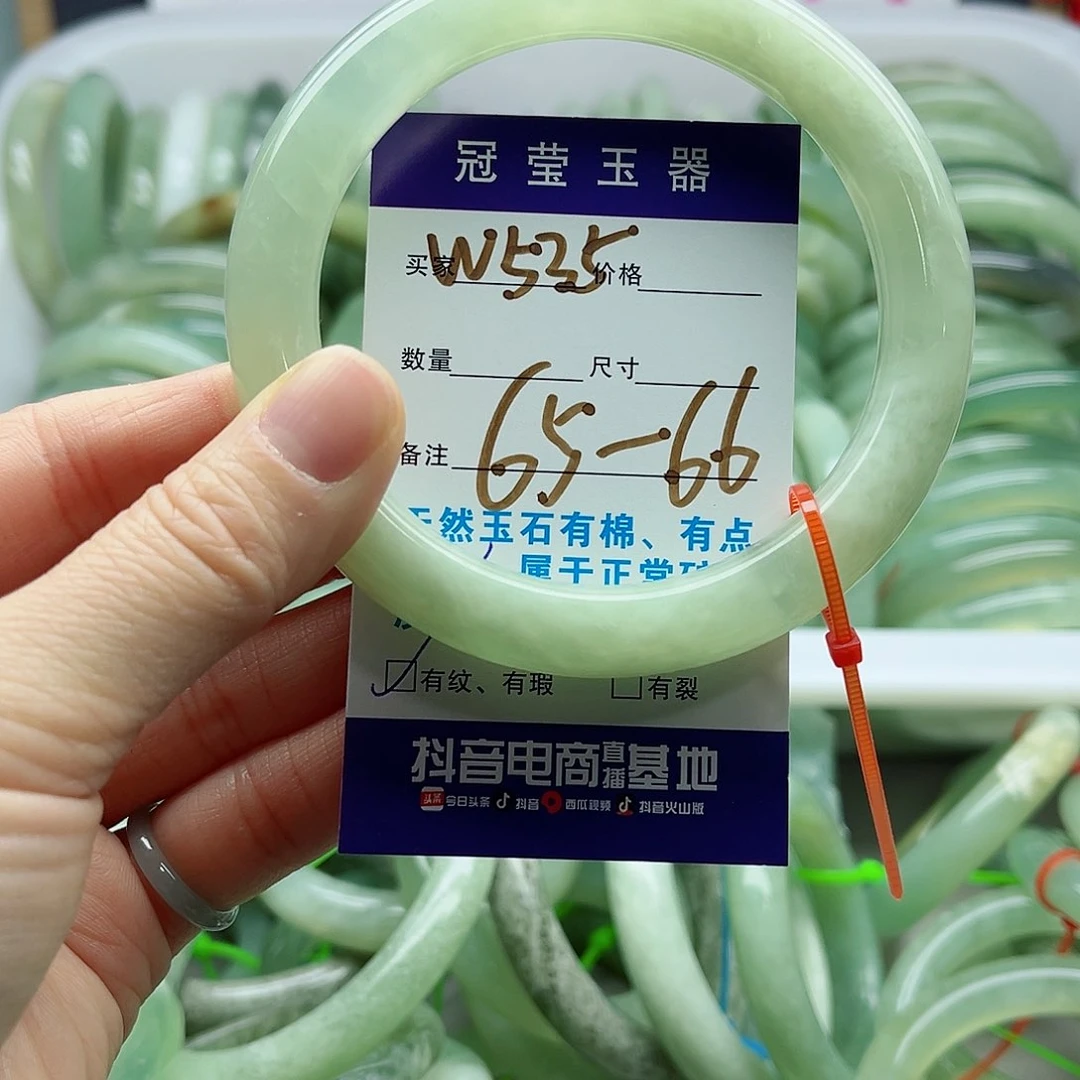 冠莹玉器
买家 W535 价格
数量 尺寸
65-66
备注
天然玉石有棉、有点
属于正常
有纹、有瑕 有裂
抖音电商直播基地
头条 今日头条 抖音 西瓜视频 抖音火山版